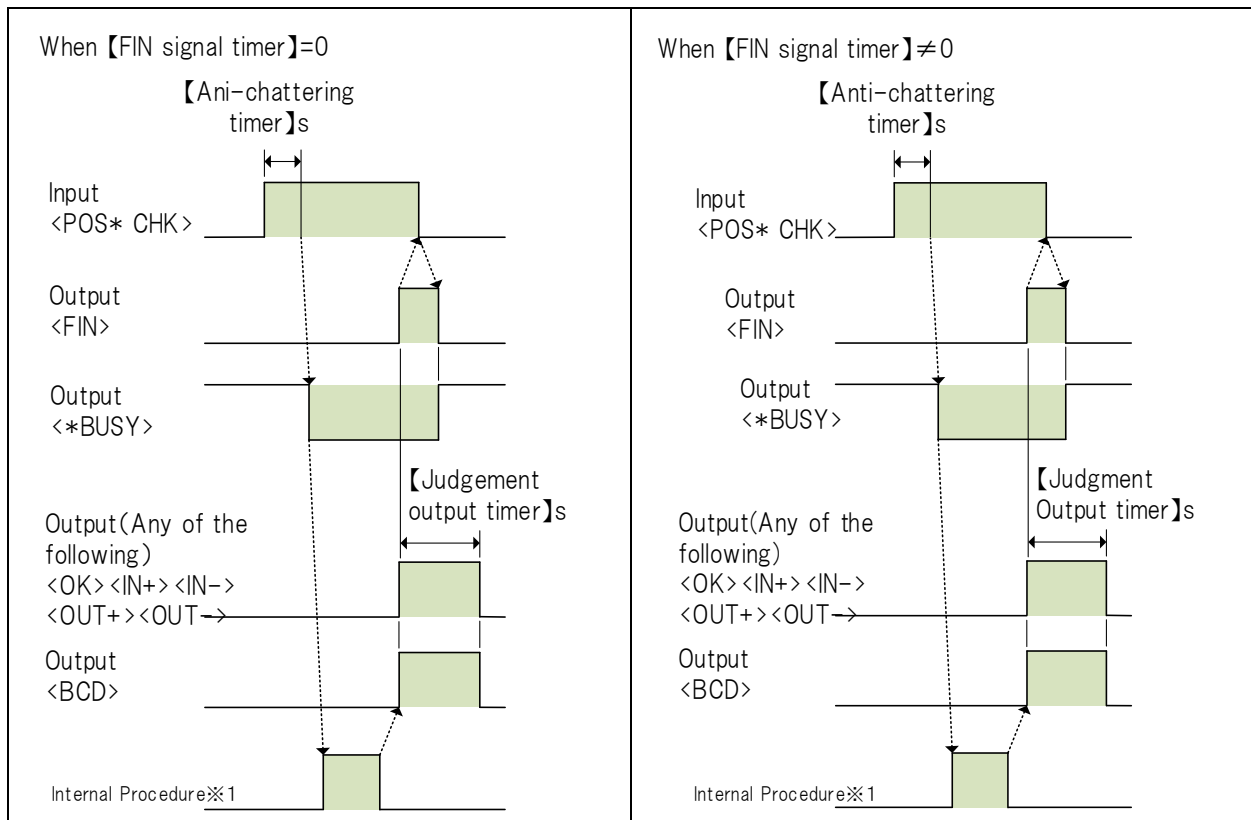 When 【FIN signal timer】=0
【Ani-chattering
timer】s
Input
<POS* CHK>
Output
<FIN>
Output
<*BUSY>
【Judgement
output timer】s
Output(Any of the
following)
<OK><IN+><IN->
<OUT+><OUT->
Output
<BCD>
Internal Procedure※1
When 【FIN signal timer】≠0
【Anti-chattering
timer】s
Input
<POS* CHK>
Output
<FIN>
Output
<*BUSY>
【Judgment
Output timer】s
Output(Any of the
following)
<OK><IN+><IN->
<OUT+><OUT->
Output
<BCD>
Internal Procedure※1